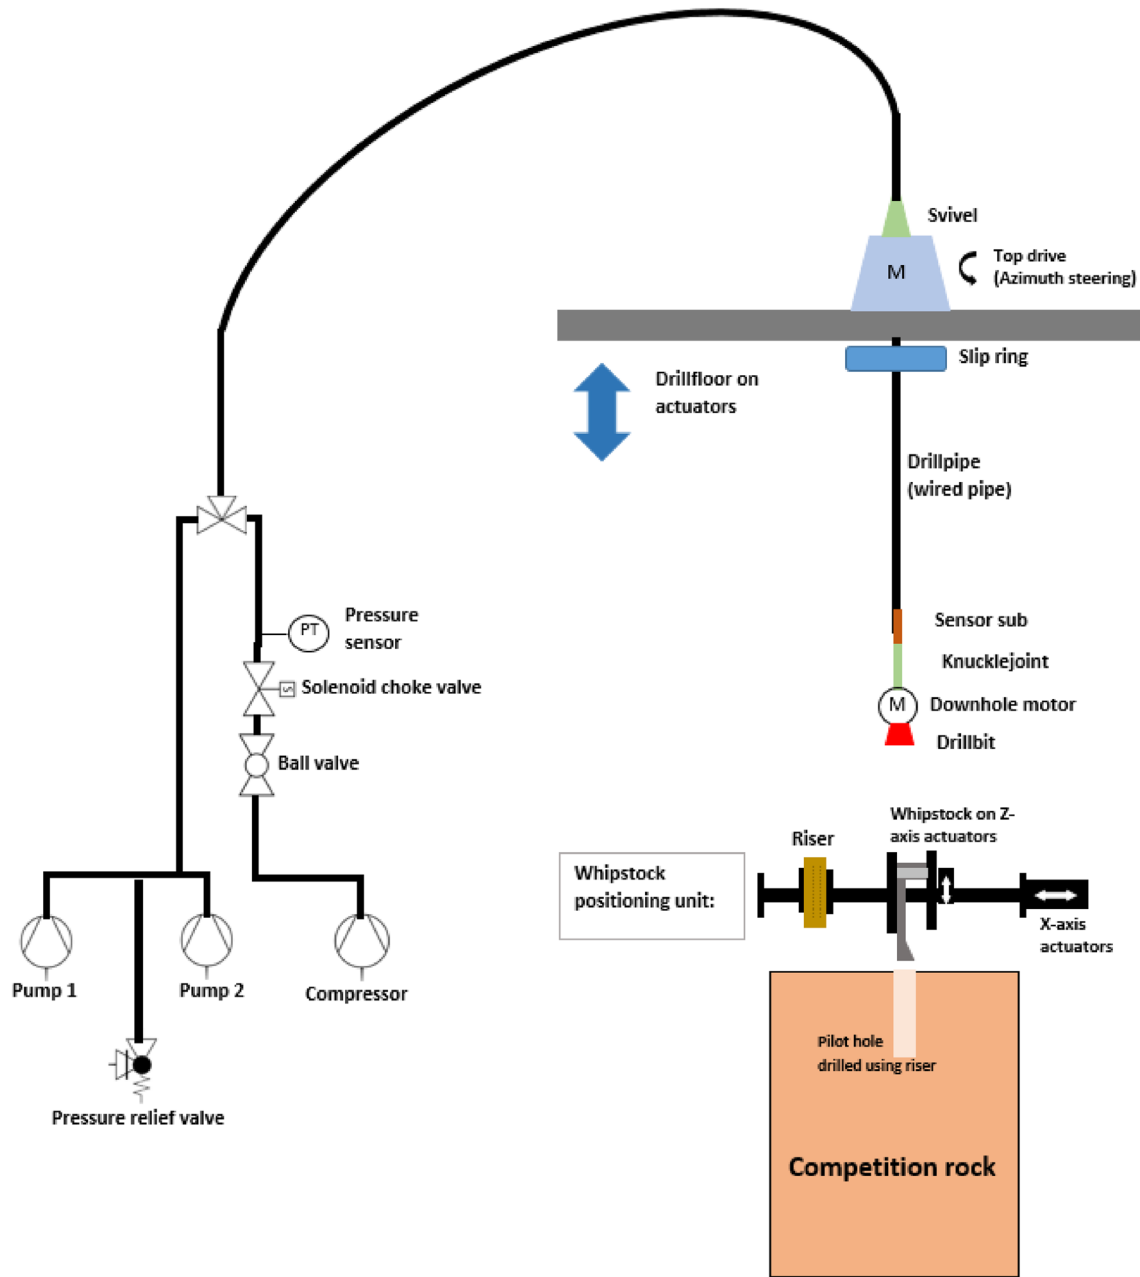 Svivel
M
Top drive
(Azimuth steering)
Slip ring
Drillfloor on
actuators
Drillpipe
(wired pipe)
Pressure
sensor
PT
Sensor sub
Knucklejoint
Solenoid choke valve
S
M
Downhole motor
Drillbit
Ball valve
Whipstock on Z-
axis actuators
Riser
Whipstock
positioning unit:
X-axis
actuators
Pump 1
Pump 2
Compressor
Pilot hole
drilled using riser
Pressure relief valve
Competition rock